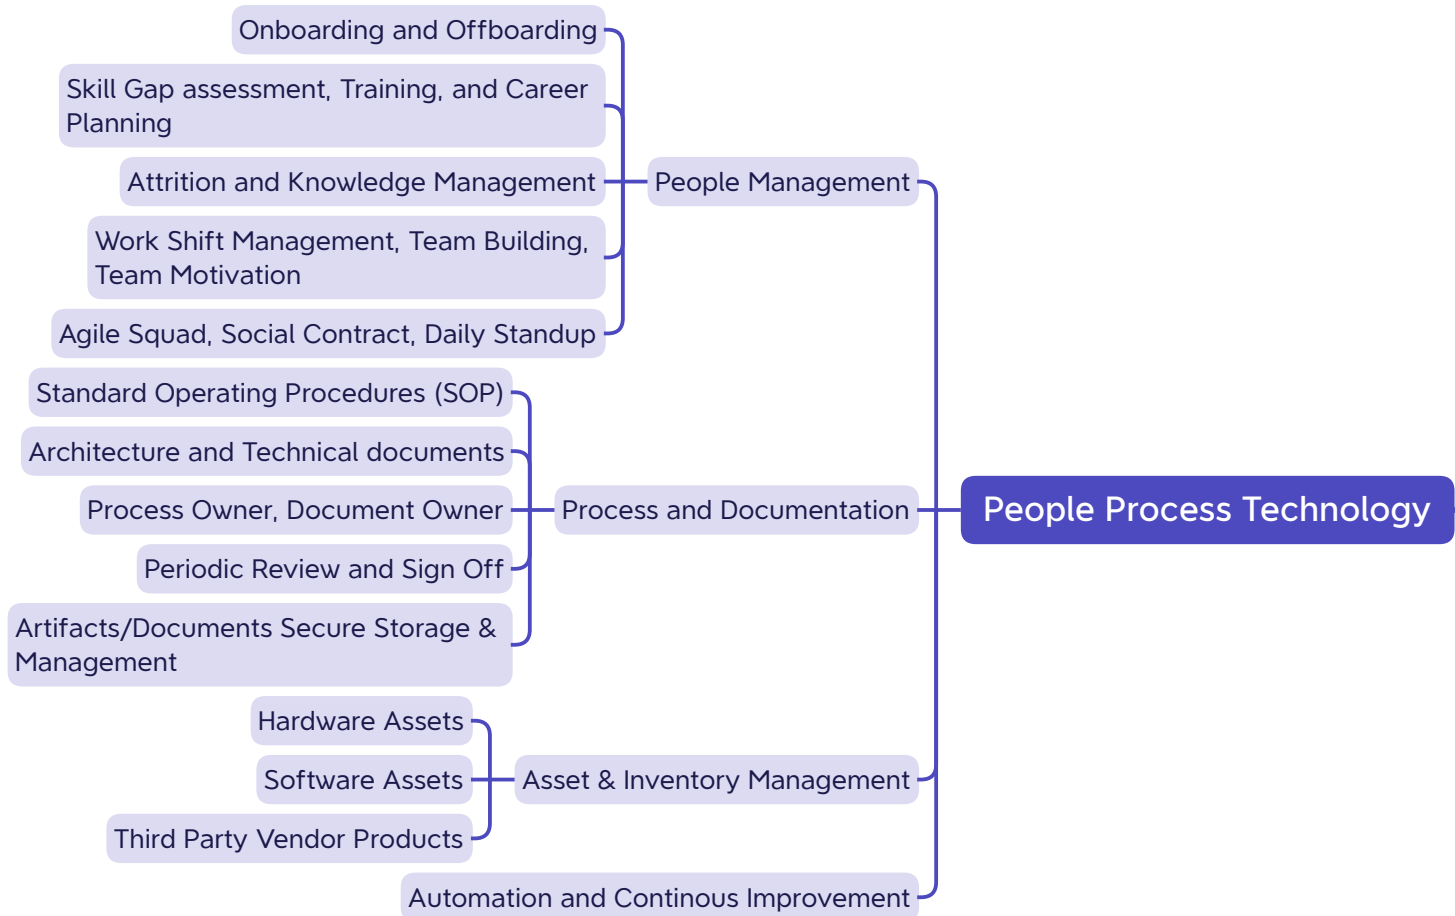 Onboarding and Offboarding
Skill Gap assessment, Training, and Career
Planning
Attrition and Knowledge Management
People Management
Work Shift Management, Team Building,
Team Motivation
Agile Squad, Social Contract, Daily Standup
Standard Operating Procedures (SOP)
Architecture and Technical documents
Process Owner, Document Owner
Process and Documentation
People Process Technology
Periodic Review and Sign Off
Artifacts/Documents Secure Storage &
Management
Hardware Assets
Software Assets
Asset & Inventory Management
Third Party Vendor Products
Automation and Continous Improvement